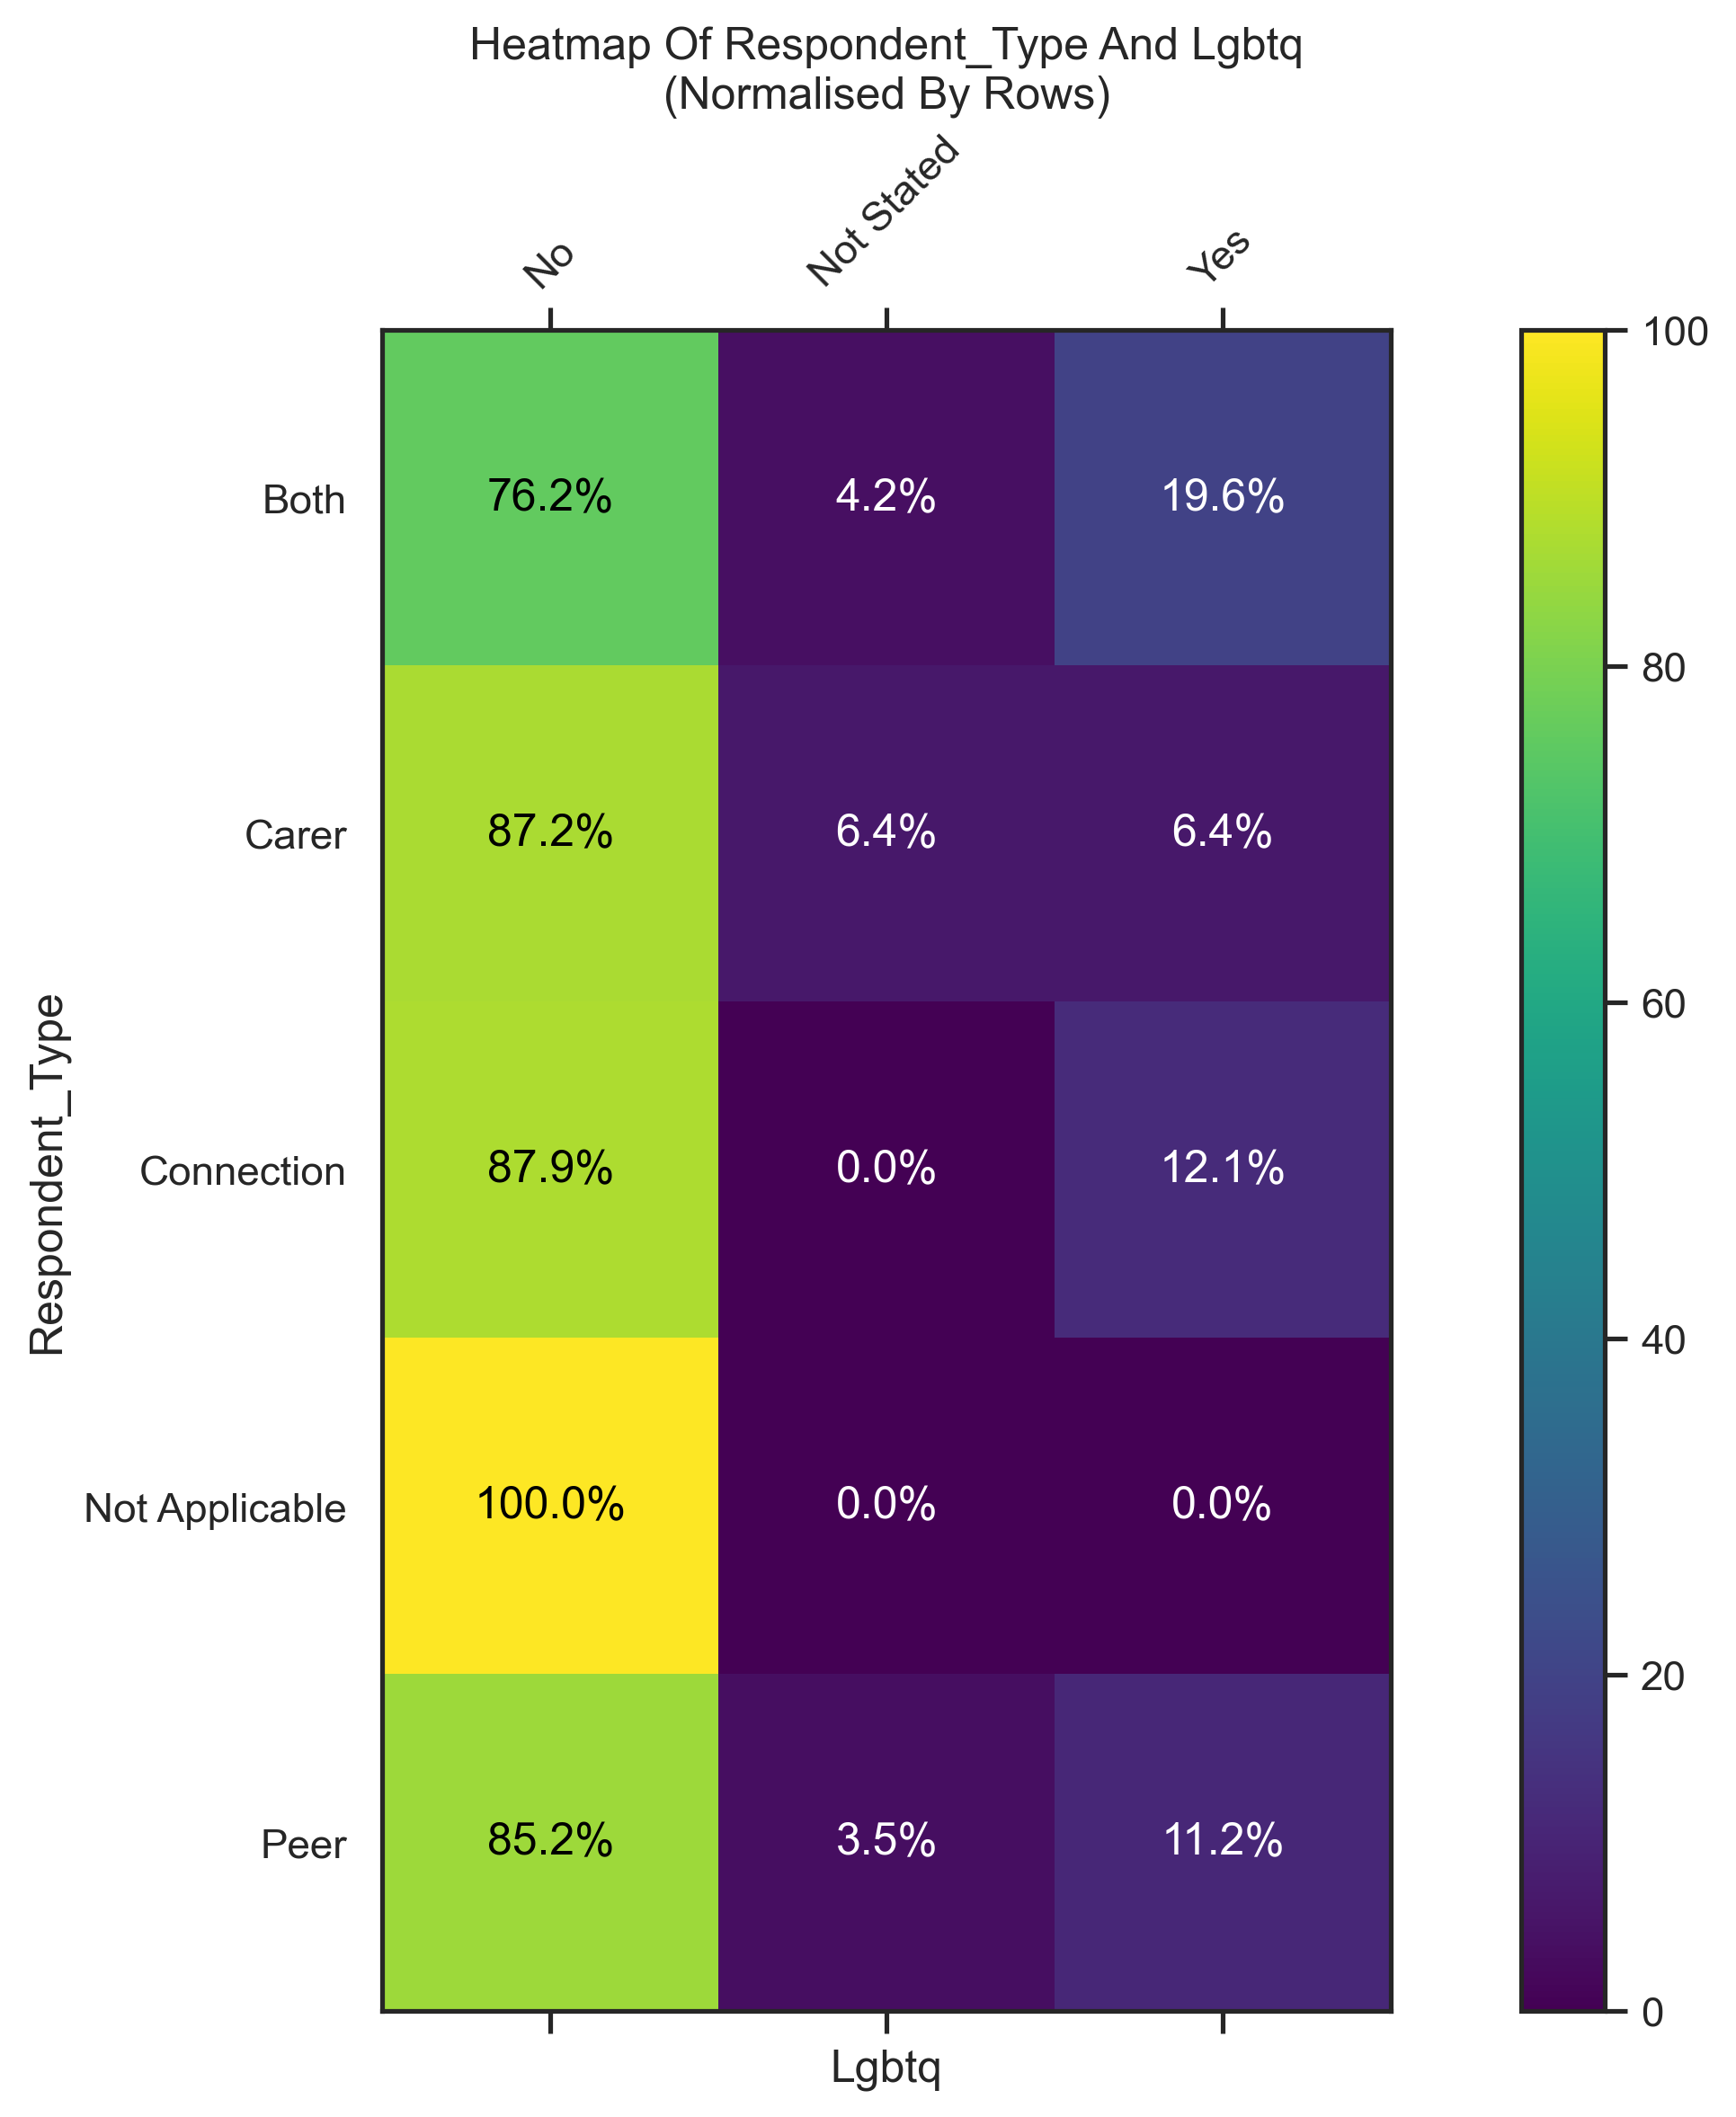 Heatmap Of Respondent_Type And Lgbtq
(Normalised By Rows)
No
Not Stated
Yes
Both
76.2%
4.2%
19.6%
Carer
87.2%
6.4%
6.4%
Connection
87.9%
0.0%
12.1%
Not Applicable
100.0%
0.0%
0.0%
Peer
85.2%
3.5%
11.2%
Respondent_Type
Lgbtq
100
80
60
40
20
0